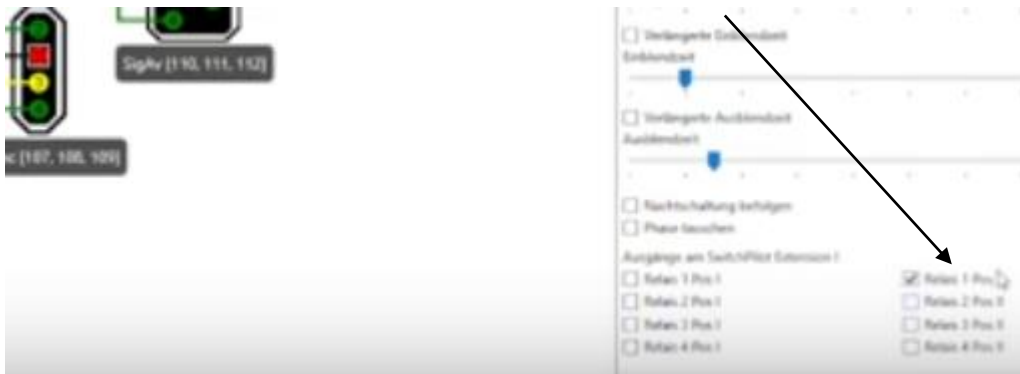 SigAv [110, 111, 112]
[107, 108, 109]
Verlängerte Einblendzeit
Einblendzeit
Verlängerte Ausblendzeit
Ausblendzeit
Nachtschaltung befolgen
Phase tauschen
Ausgänge am SwitchPilot Extension I
Relais 1 Pos I
Relais 1 Pos
Relais 2 Pos I
Relais 2 Pos II
Relais 3 Pos I
Relais 3 Pos II
Relais 4 Pos I
Relais 4 Pos II